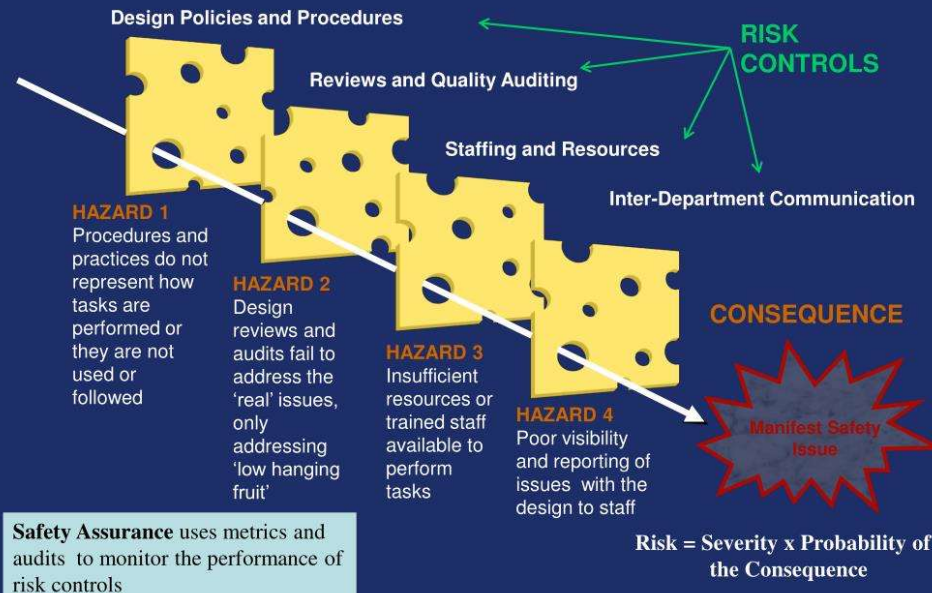 Design Policies and Procedures
RISK
CONTROLS
Reviews and Quality Auditing
Staffing and Resources
Inter-Department Communication
HAZARD 1
Procedures and
practices do not
represent how
tasks are
performed or
they are not
used or
followed
HAZARD 2
Design
reviews and
audits fail to
address the
‘real’ issues,
only
addressing
‘low hanging
fruit’
HAZARD 3
Insufficient
resources or
trained staff
available to
perform
tasks
HAZARD 4
Poor visibility
and reporting of
issues with the
design to staff
CONSEQUENCE
Manifest Safety
Issue
Safety Assurance uses metrics and
audits to monitor the performance of
risk controls
Risk = Severity x Probability of
the Consequence